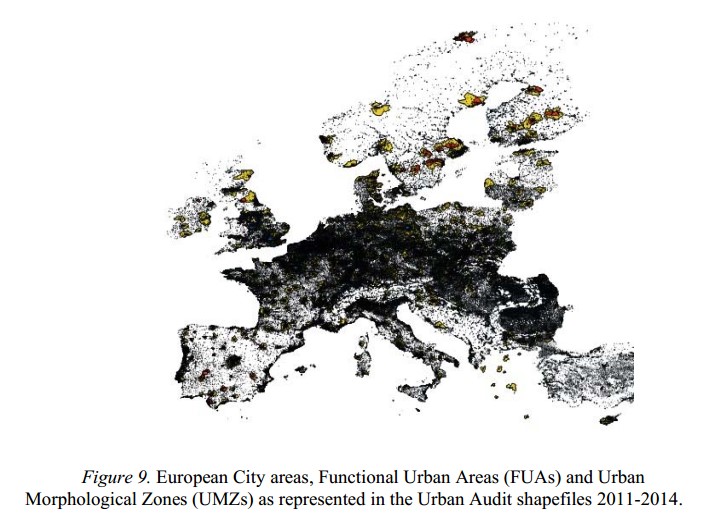 Figure 9. European City areas, Functional Urban Areas (FUAs) and Urban
Morphological Zones (UMZs) as represented in the Urban Audit shapefiles 2011-2014.